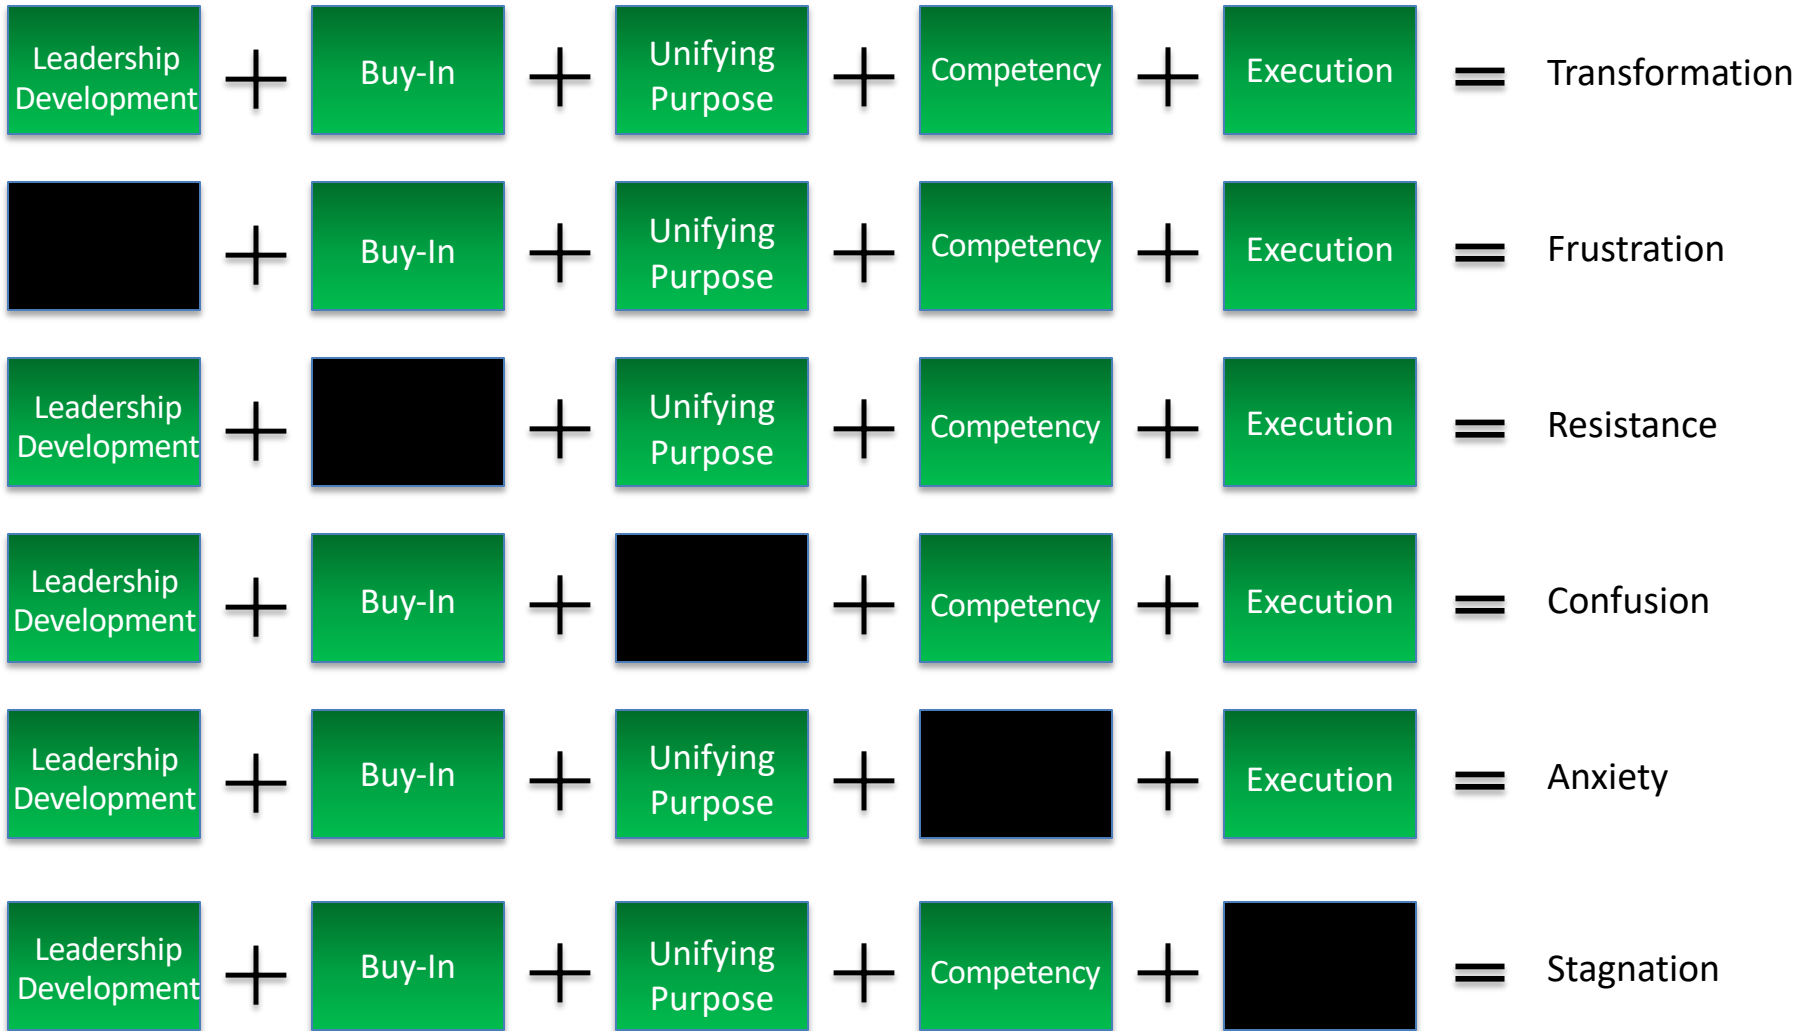 Leadership
Development
+
Buy-In
+
Unifying
Purpose
+
Competency
+
Execution
=
Transformation
+
Buy-In
+
Unifying
Purpose
+
Competency
+
Execution
=
Frustration
Leadership
Development
+
+
Unifying
Purpose
+
Competency
+
Execution
=
Resistance
Leadership
Development
+
Buy-In
+
+
Competency
+
Execution
=
Confusion
Leadership
Development
+
Buy-In
+
Unifying
Purpose
+
+
Execution
=
Anxiety
Leadership
Development
+
Buy-In
+
Unifying
Purpose
+
Competency
+
=
Stagnation